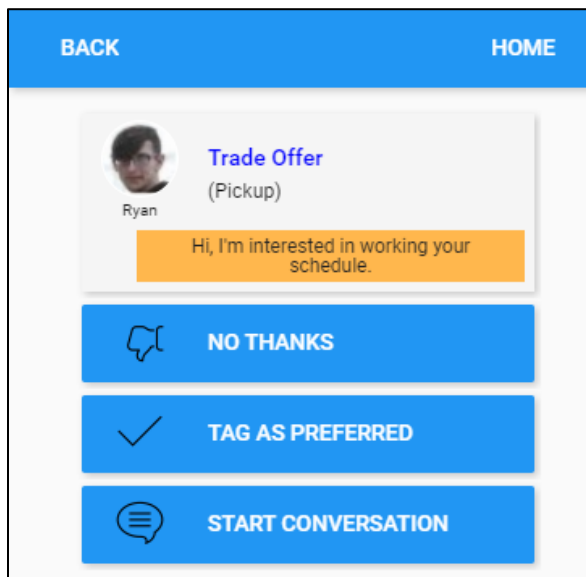 BACK
HOME
Trade Offer
(Pickup)
Ryan
Hi, I'm interested in working your
schedule.
NO THANKS
TAG AS PREFERRED
START CONVERSATION